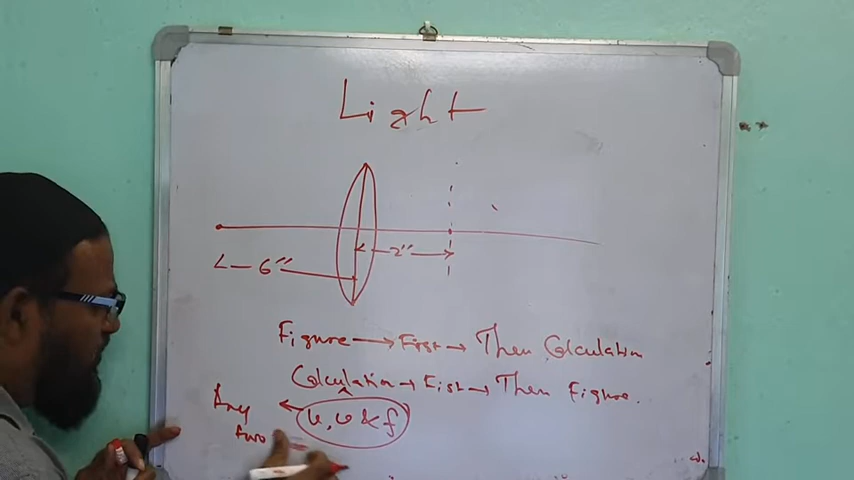 Light
6" 2"
Figure → First → Then Calculation
Calculation → First → Then Figure.
Any u, v & f
two